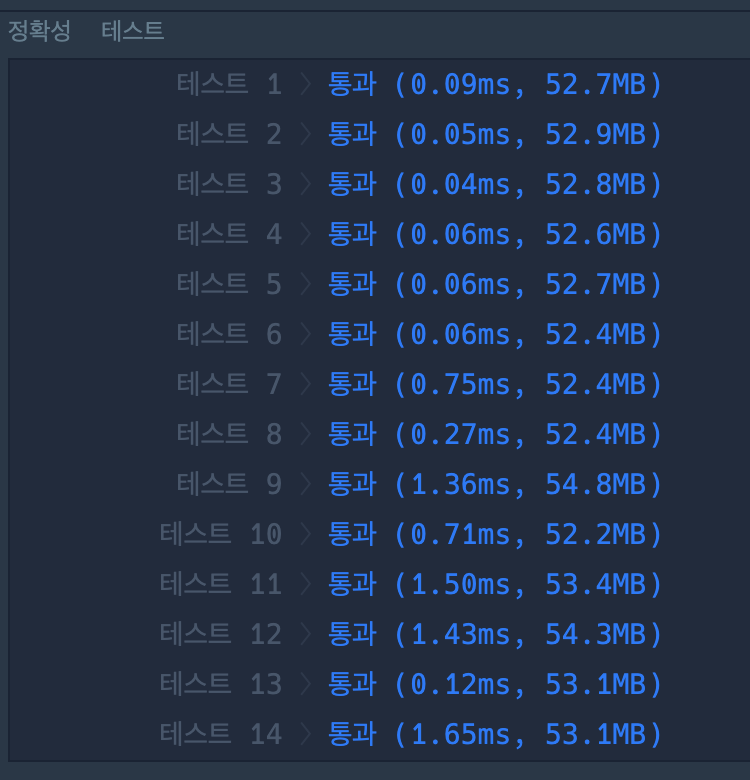 정확성 테스트
테스트 1 〉 통과 (0.09ms, 52.7MB)
테스트 2 〉 통과 (0.05ms, 52.9MB)
테스트 3 〉 통과 (0.04ms, 52.8MB)
테스트 4 〉 통과 (0.06ms, 52.6MB)
테스트 5 〉 통과 (0.06ms, 52.7MB)
테스트 6 〉 통과 (0.06ms, 52.4MB)
테스트 7 〉 통과 (0.75ms, 52.4MB)
테스트 8 〉 통과 (0.27ms, 52.4MB)
테스트 9 〉 통과 (1.36ms, 54.8MB)
테스트 10 〉 통과 (0.71ms, 52.2MB)
테스트 11 〉 통과 (1.50ms, 53.4MB)
테스트 12 〉 통과 (1.43ms, 54.3MB)
테스트 13 〉 통과 (0.12ms, 53.1MB)
테스트 14 〉 통과 (1.65ms, 53.1MB)